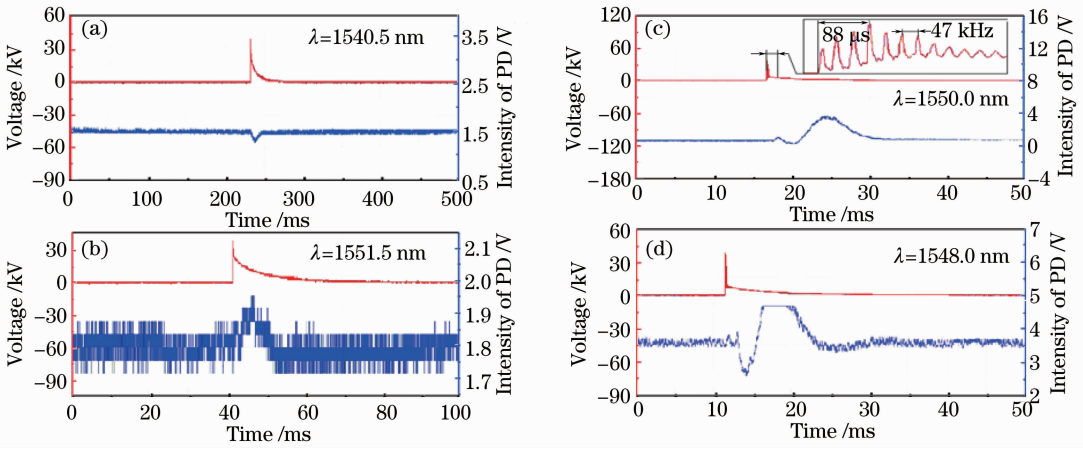 (a)
λ=1540.5 nm
Voltage /kV
60
30
0
−30
−60
−90
Intensity of PD /V
3.5
2.5
1.5
0.5
0 100 200 300 400 500
Time /ms
(c)
88 μs
47 kHz
λ=1550.0 nm
Voltage /kV
120
60
0
−60
−120
−180
Intensity of PD /V
16
12
8
4
0
−4
0 10 20 30 40 50
Time /ms
(b)
λ=1551.5 nm
Voltage /kV
30
0
−30
−60
−90
Intensity of PD /V
2.1
2.0
1.9
1.8
1.7
0 20 40 60 80 100
Time /ms
(d)
λ=1548.0 nm
Voltage /kV
60
30
0
−30
−60
−90
Intensity of PD /V
7
6
5
4
3
2
0 10 20 30 40 50
Time /ms